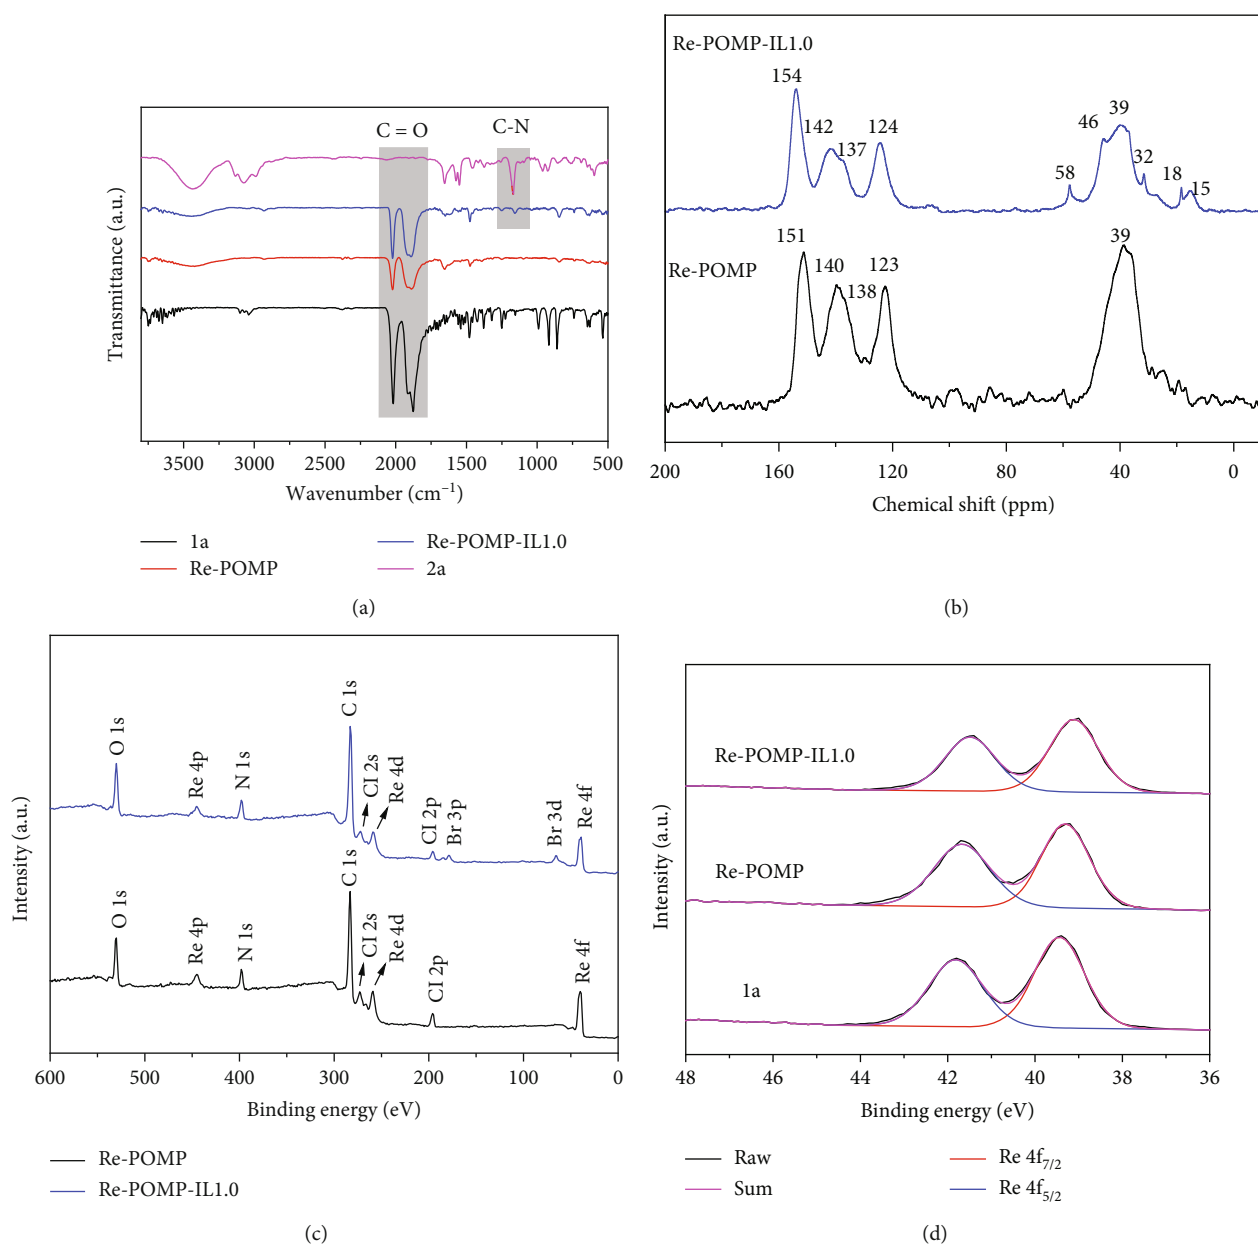 Re-POMP-IL1.0
154
142
137
124
58
46
39
32
18
15
Re-POMP
151
140
138
123
39
200 160 120 80 40 0
Chemical shift (ppm)
(b)
C = O
C-N
Transmittance (a.u.)
3500 3000 2500 2000 1500 1000 500
Wavenumber (cm⁻¹)
1a
Re-POMP-IL1.0
Re-POMP
2a
(a)
Intensity (a.u.)
O 1s
Re 4p
N 1s
C 1s
CI 2s
Re 4d
CI 2p
Br 3p
Br 3d
Re 4f
O 1s
Re 4p
N 1s
C 1s
CI 2s
Re 4d
CI 2p
Re 4f
600 500 400 300 200 100 0
Binding energy (eV)
Re-POMP
Re-POMP-IL1.0
(c)
Intensity (a.u.)
Re-POMP-IL1.0
Re-POMP
1a
48 46 44 42 40 38 36
Binding energy (eV)
Raw
Re 4f₇/₂
Sum
Re 4f₅/₂
(d)